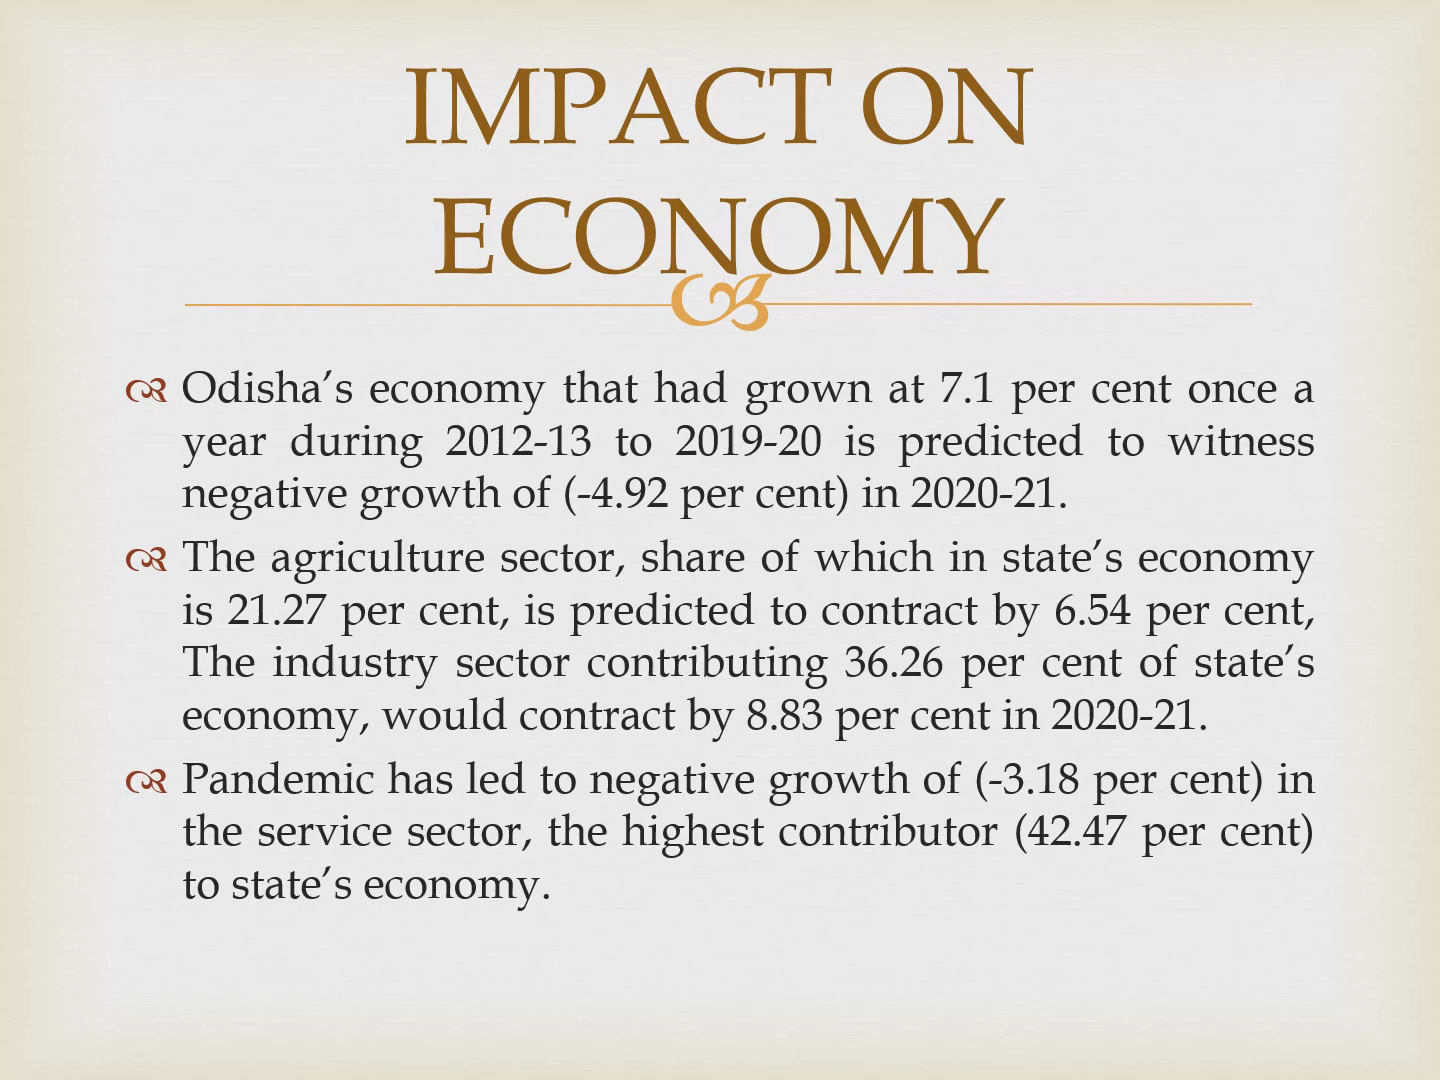 IMPACT ON
ECONOMY
Odisha’s economy that had grown at 7.1 per cent once a
year during 2012-13 to 2019-20 is predicted to witness
negative growth of (-4.92 per cent) in 2020-21.
The agriculture sector, share of which in state’s economy
is 21.27 per cent, is predicted to contract by 6.54 per cent,
The industry sector contributing 36.26 per cent of state’s
economy, would contract by 8.83 per cent in 2020-21.
Pandemic has led to negative growth of (-3.18 per cent) in
the service sector, the highest contributor (42.47 per cent)
to state’s economy.